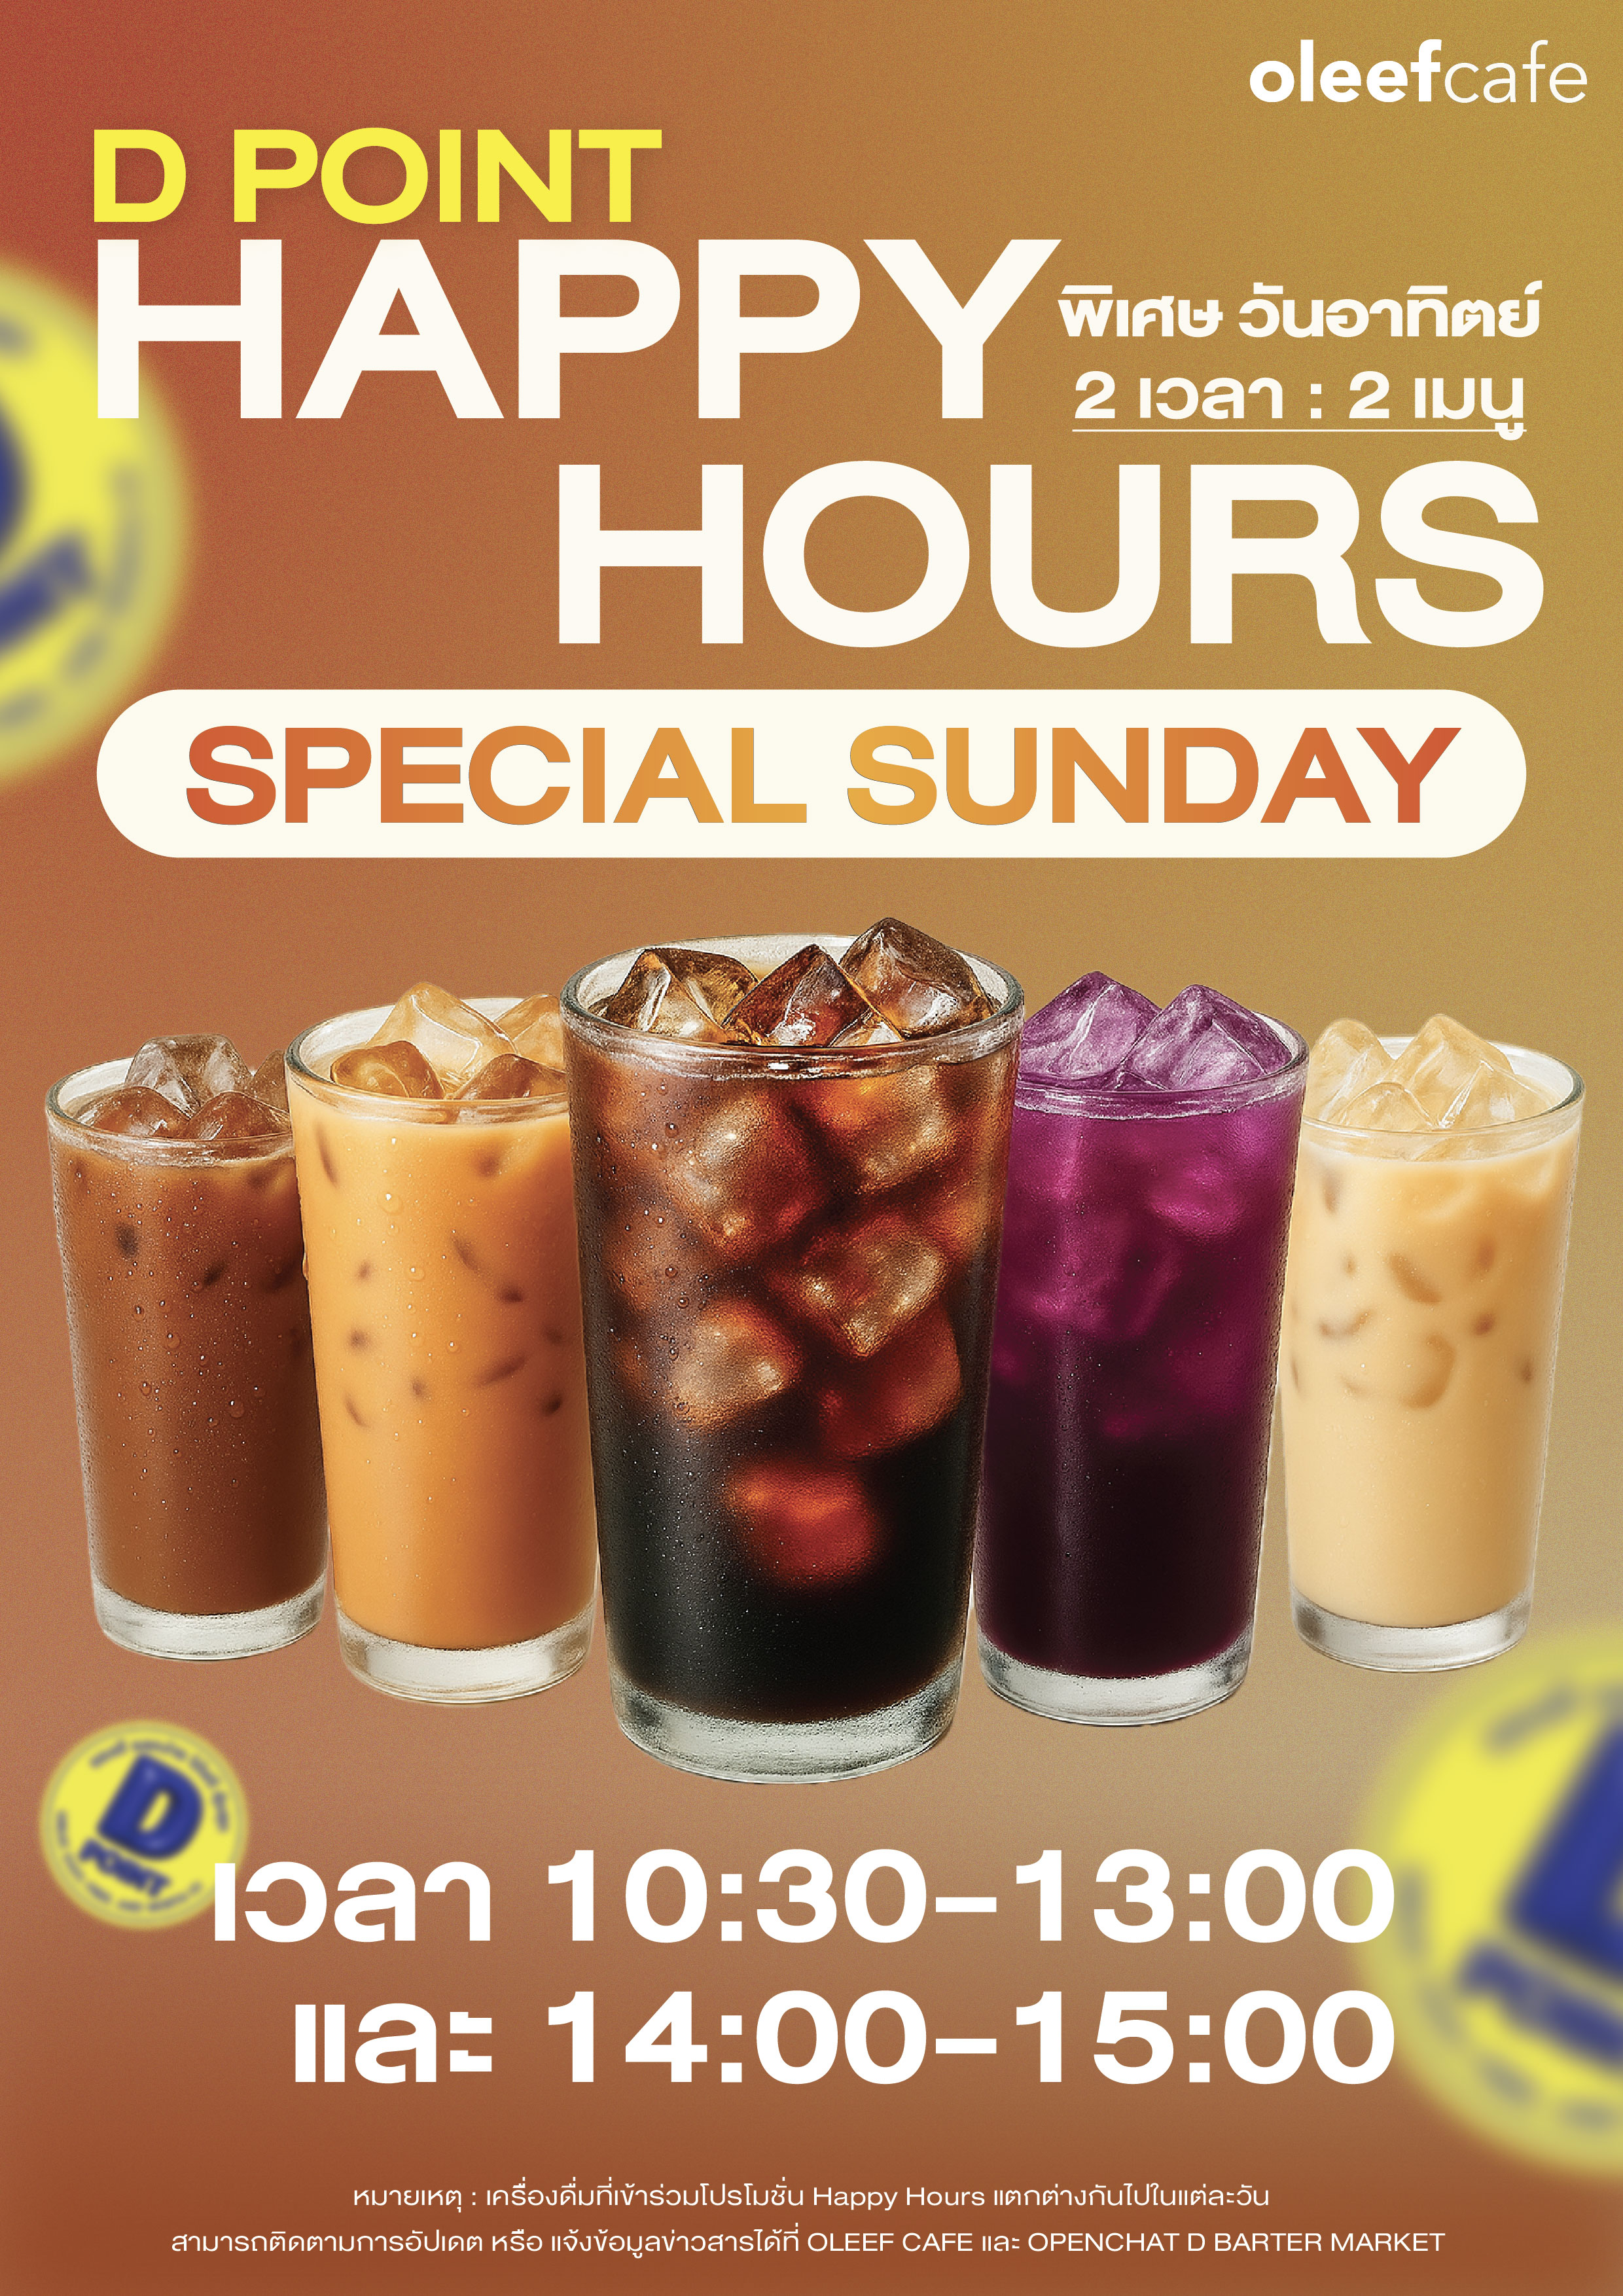 oleefcafe
D POINT
HAPPY
พิเศษ วันอาทิตย์
2 เวลา : 2 เมนู
HOURS
SPECIAL SUNDAY
D
POINT
เวลา 10:30-13:00
และ 14:00-15:00
หมายเหตุ : เครื่องดื่มที่เข้าร่วมโปรโมชั่น Happy Hours แตกต่างกันไปในแต่ละวัน
สามารถติดตามการอัปเดต หรือ แจ้งข้อมูลข่าวสารได้ที่ OLEEF CAFE และ OPENCHAT D BARTER MARKET